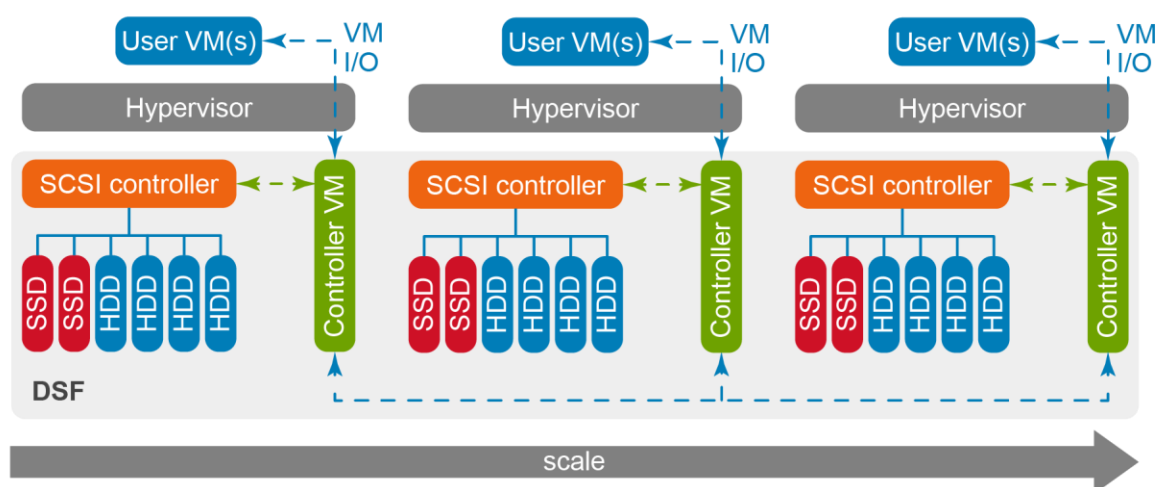 User VM(s)
VM
I/O
User VM(s)
VM
I/O
User VM(s)
VM
I/O
Hypervisor
Hypervisor
Hypervisor
SCSI controller
Controller VM
SCSI controller
Controller VM
SCSI controller
Controller VM
SSD
SSD
HDD
HDD
HDD
HDD
SSD
SSD
HDD
HDD
HDD
HDD
SSD
SSD
HDD
HDD
HDD
HDD
DSF
scale